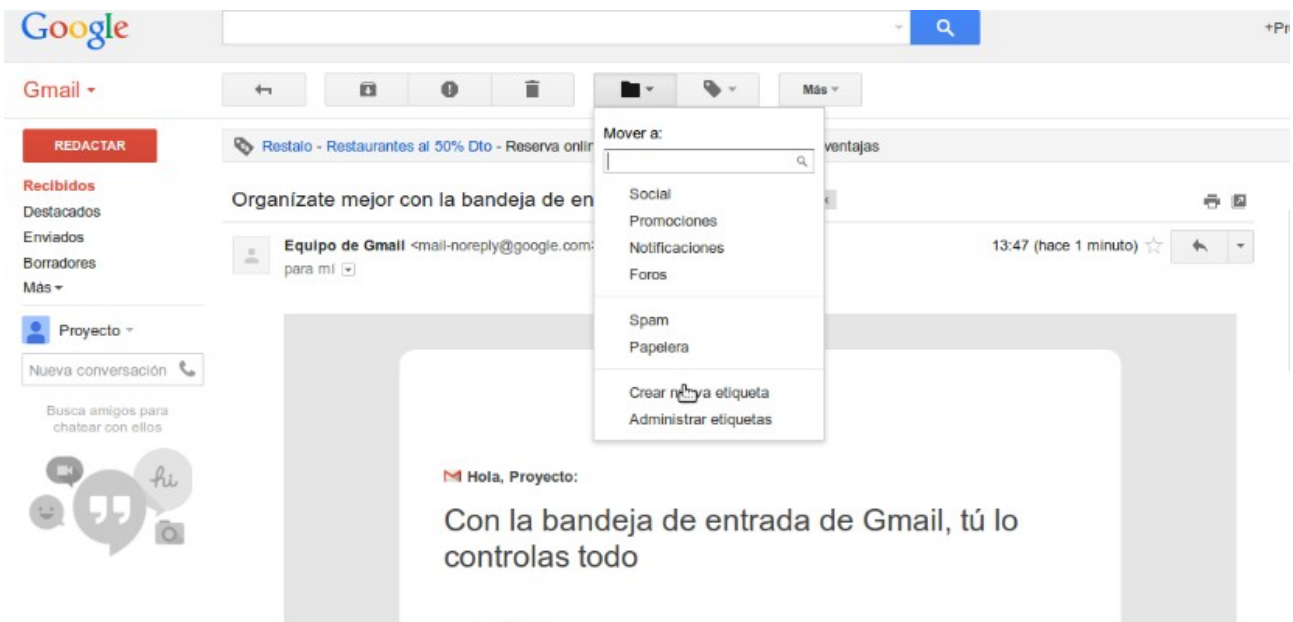 Google
+Pr
Gmail
Más
REDACTAR
Restalo - Restaurantes al 50% Dto - Reserva onlin
ventajas
Mover a:
Recibidos
Destacados
Enviados
Borradores
Más
Organízate mejor con la bandeja de en
Social
Promociones
Notificaciones
Foros
Equipo de Gmail <mail-noreply@google.com>
13:47 (hace 1 minuto)
para mí
Spam
Papelera
Proyecto
Nueva conversación
Crear nueva etiqueta
Administrar etiquetas
Busca amigos para
chatear con ellos
hi
Hola, Proyecto:
Con la bandeja de entrada de Gmail, tú lo
controlas todo